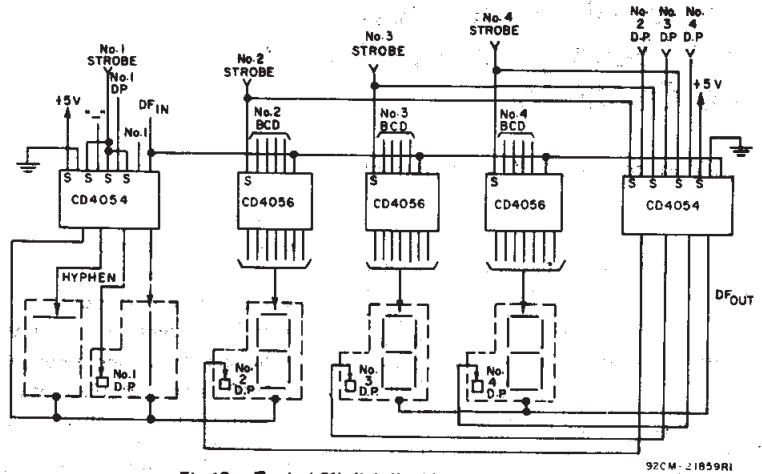 No.1
STROBE
No.1
DP
+5V
"—"
DF IN
No.1
No.2
STROBE
No.2
BCD
No.3
STROBE
No.3
BCD
No.4
STROBE
No.4
BCD
No. No. No.
2 3 4
D.P. D.P D.P
+5V
S S S S
CD4054
S
CD4056
S
CD4056
S
CD4056
S S S S S
CD4054
HYPHEN
DF OUT
No.1
D.P.
No.
2
D.P.
No.
3
D.P.
No.
4
D.P.
92CM-21859R1